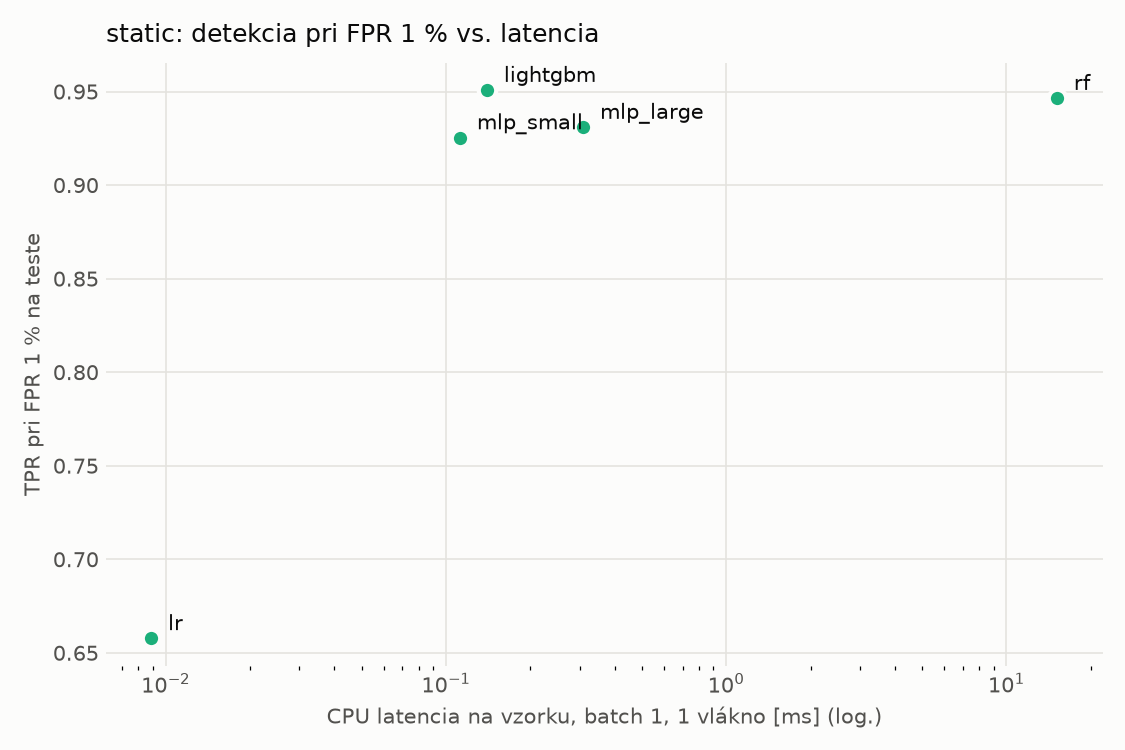 static: detekcia pri FPR 1 % vs. latencia
TPR pri FPR 1 % na teste
0.95
0.90
0.85
0.80
0.75
0.70
0.65
lightgbm
rf
mlp_large
mlp_small
lr
10⁻²
10⁻¹
10⁰
10¹
CPU latencia na vzorku, batch 1, 1 vlákno [ms] (log.)